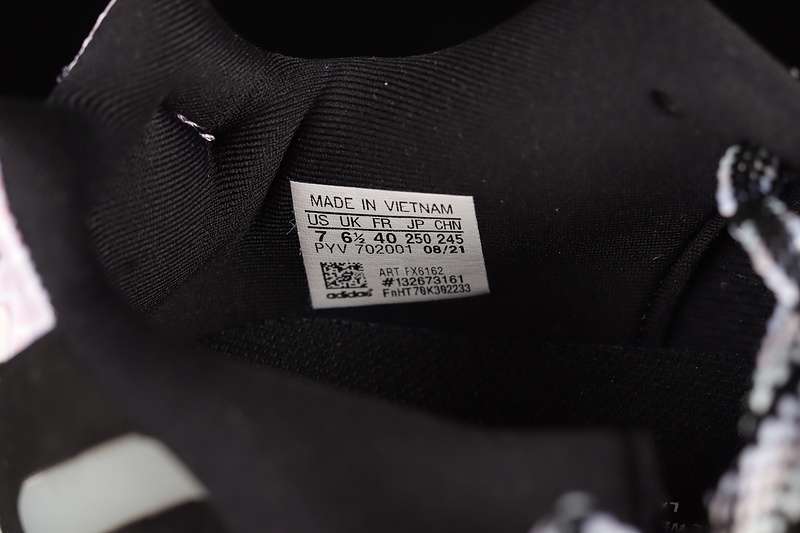 MADE IN VIETNAM
US UK FR JP CHN
7 6½ 40 250 245
PYV 702001 08/21
ART FX6162
#132673161
FnHT70K302233
adidas